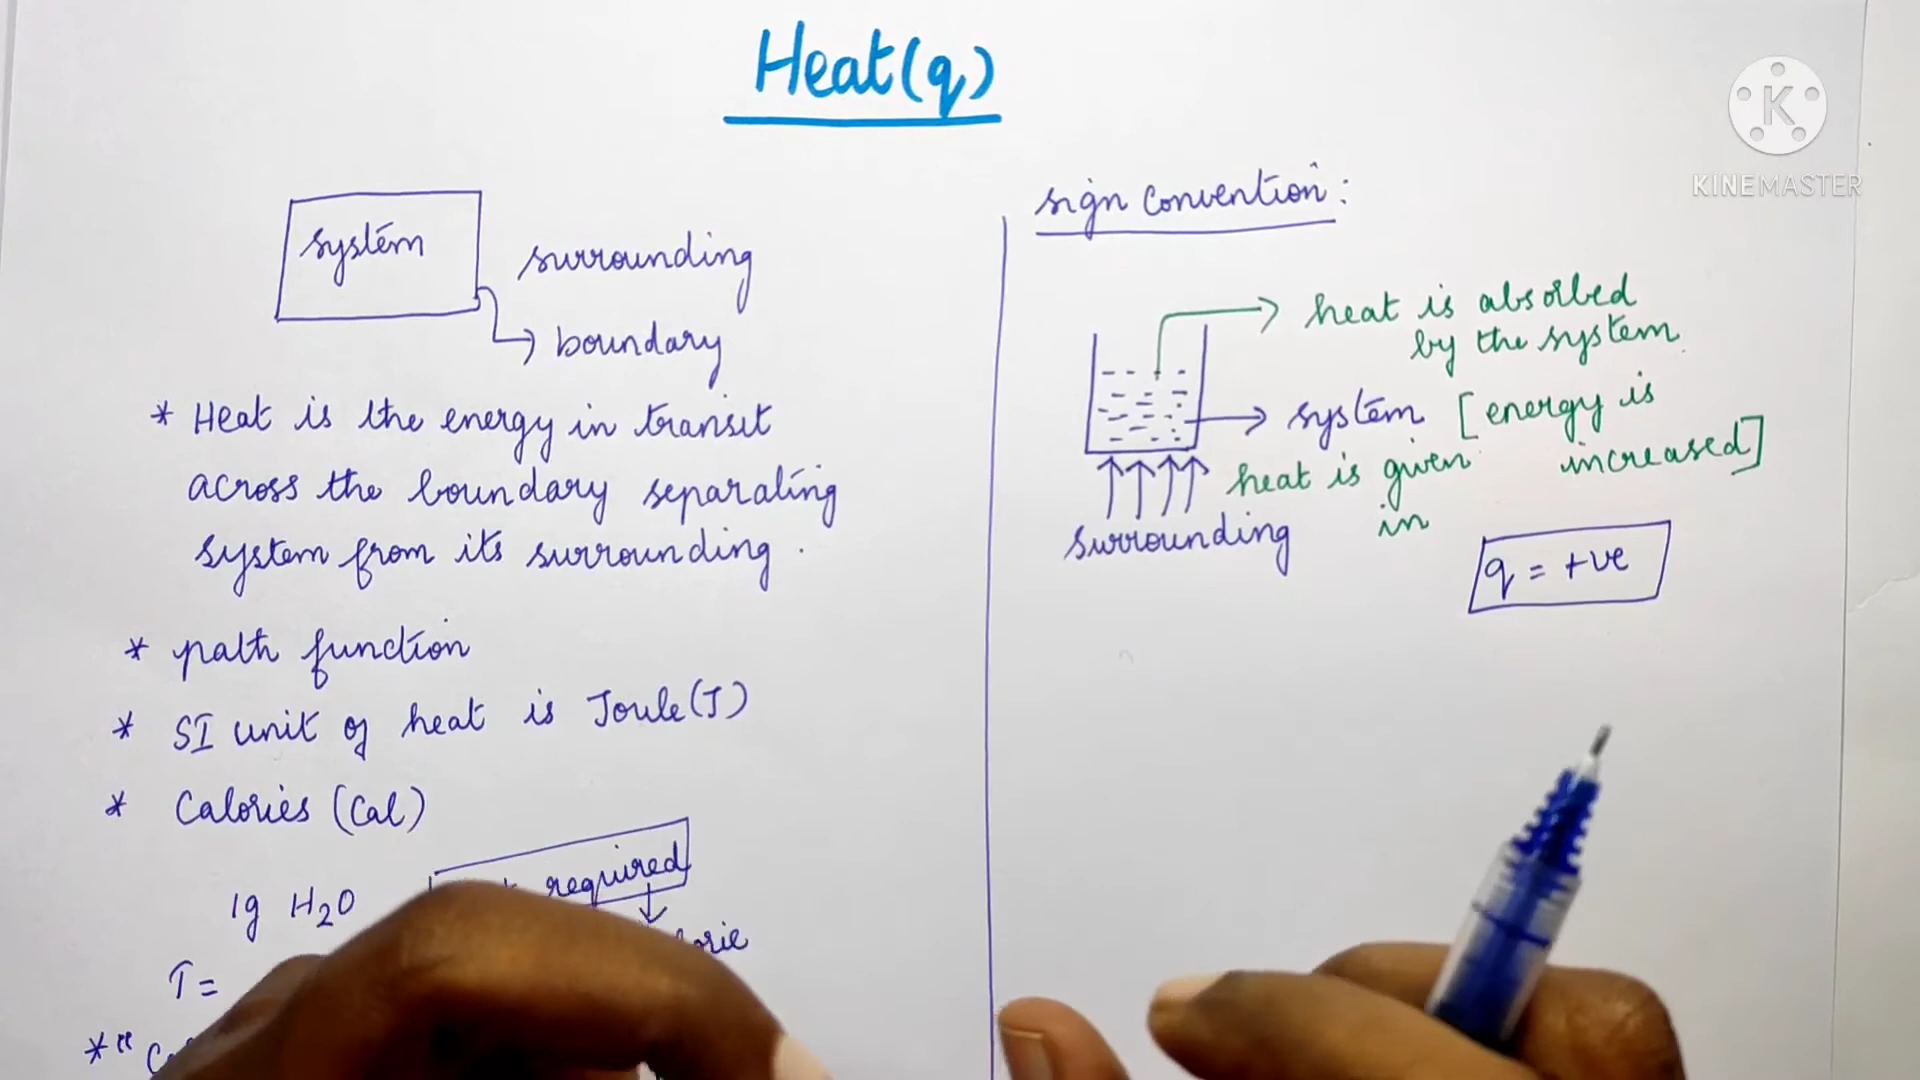 Heat(q)
KINEMASTER
system
surrounding
boundary
* Heat is the energy in transit
across the boundary separating
system from its surrounding.
* path function
* SI unit of heat is Joule(J)
* Calories (Cal)
1g H2O
required
T=
sign convention:
heat is absorbed
by the system
system [energy is
increased]
heat is given
in
surrounding
q = +ve